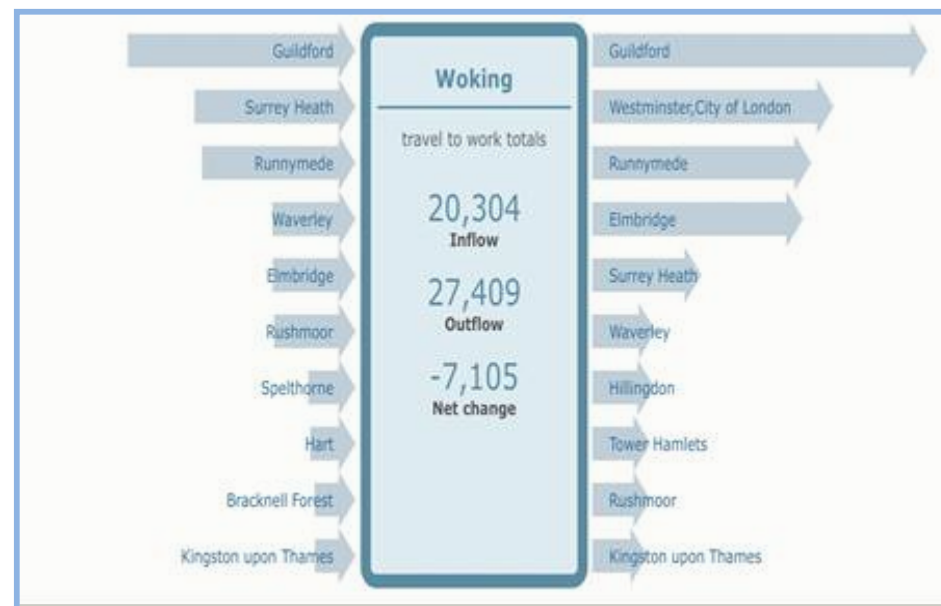 Guildford
Surrey Heath
Runnymede
Waverley
Elmbridge
Rushmoor
Spelthorne
Hart
Bracknell Forest
Kingston upon Thames
Woking
travel to work totals
20,304
Inflow
27,409
Outflow
-7,105
Net change
Guildford
Westminster,City of London
Runnymede
Elmbridge
Surrey Heath
Waverley
Hillingdon
Tower Hamlets
Rushmoor
Kingston upon Thames